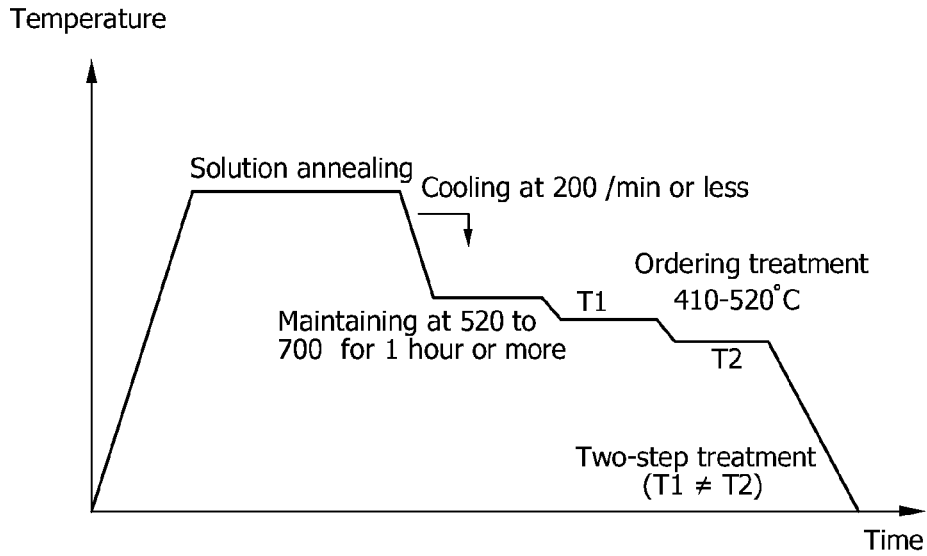 Temperature
Solution annealing
Cooling at 200 /min or less
Ordering treatment
410-520°C
T1
Maintaining at 520 to
700 for 1 hour or more
T2
Two-step treatment
(T1 ≠ T2)
Time